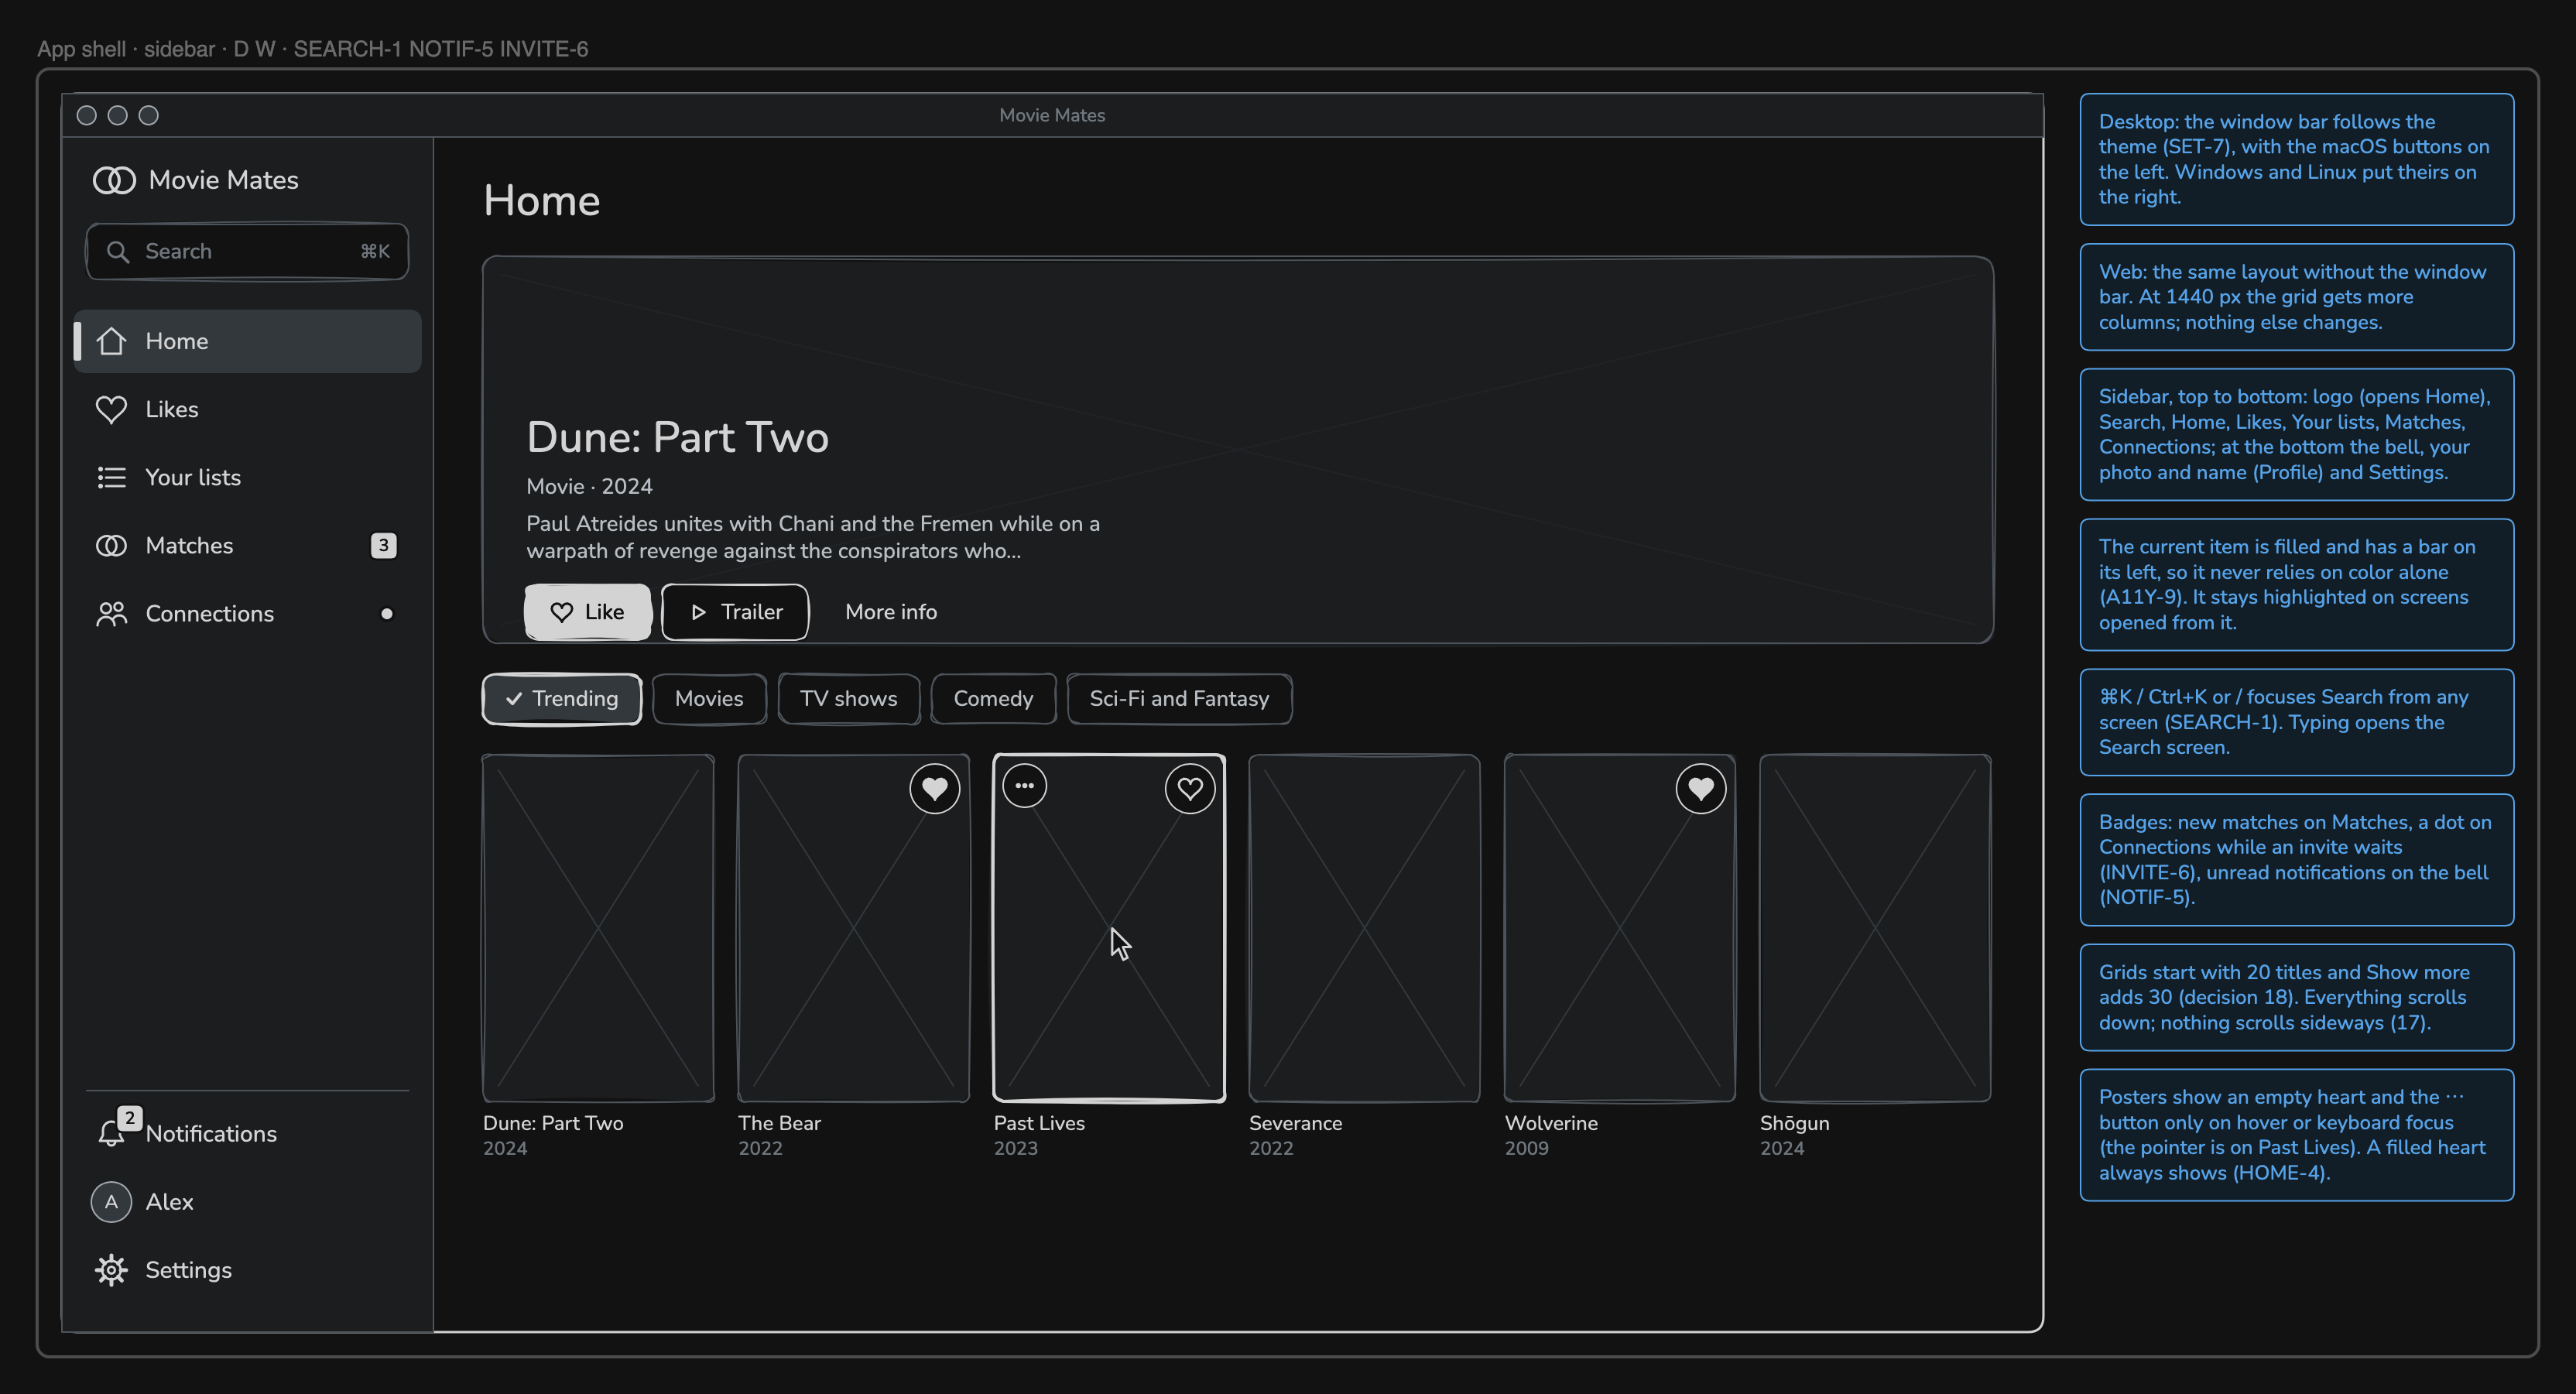 App shell · sidebar · D W · SEARCH-1 NOTIF-5 INVITE-6
Movie Mates
Movie Mates
Search ⌘K
Home
Likes
Your lists
Matches 3
Connections
2
Notifications
A Alex
Settings
Home
Dune: Part Two
Movie · 2024
Paul Atreides unites with Chani and the Fremen while on a
warpath of revenge against the conspirators who...
Like Trailer More info
Trending Movies TV shows Comedy Sci-Fi and Fantasy
Dune: Part Two
2024
The Bear
2022
Past Lives
2023
Severance
2022
Wolverine
2009
Shōgun
2024
Desktop: the window bar follows the
theme (SET-7), with the macOS buttons on
the left. Windows and Linux put theirs on
the right.
Web: the same layout without the window
bar. At 1440 px the grid gets more
columns; nothing else changes.
Sidebar, top to bottom: logo (opens Home),
Search, Home, Likes, Your lists, Matches,
Connections; at the bottom the bell, your
photo and name (Profile) and Settings.
The current item is filled and has a bar on
its left, so it never relies on color alone
(A11Y-9). It stays highlighted on screens
opened from it.
⌘K / Ctrl+K or / focuses Search from any
screen (SEARCH-1). Typing opens the
Search screen.
Badges: new matches on Matches, a dot on
Connections while an invite waits
(INVITE-6), unread notifications on the bell
(NOTIF-5).
Grids start with 20 titles and Show more
adds 30 (decision 18). Everything scrolls
down; nothing scrolls sideways (17).
Posters show an empty heart and the ···
button only on hover or keyboard focus
(the pointer is on Past Lives). A filled heart
always shows (HOME-4).